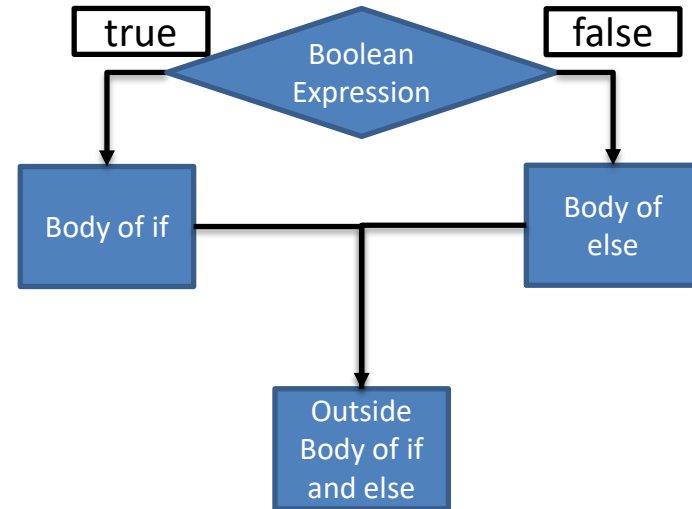 true
false
Boolean
Expression
Body of if
Body of
else
Outside
Body of if
and else